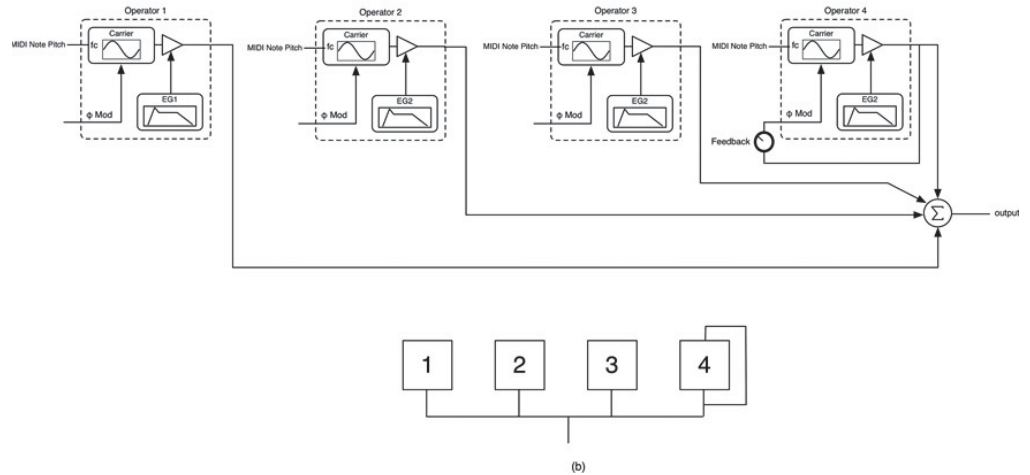 Operator 1
MIDI Note Pitch
fc
Carrier
EG1
Φ Mod
Operator 2
MIDI Note Pitch
fc
Carrier
EG2
Φ Mod
Operator 3
MIDI Note Pitch
fc
Carrier
EG2
Φ Mod
Operator 4
MIDI Note Pitch
fc
Carrier
EG2
Φ Mod
Feedback
Σ
output
1 2 3 4
(b)